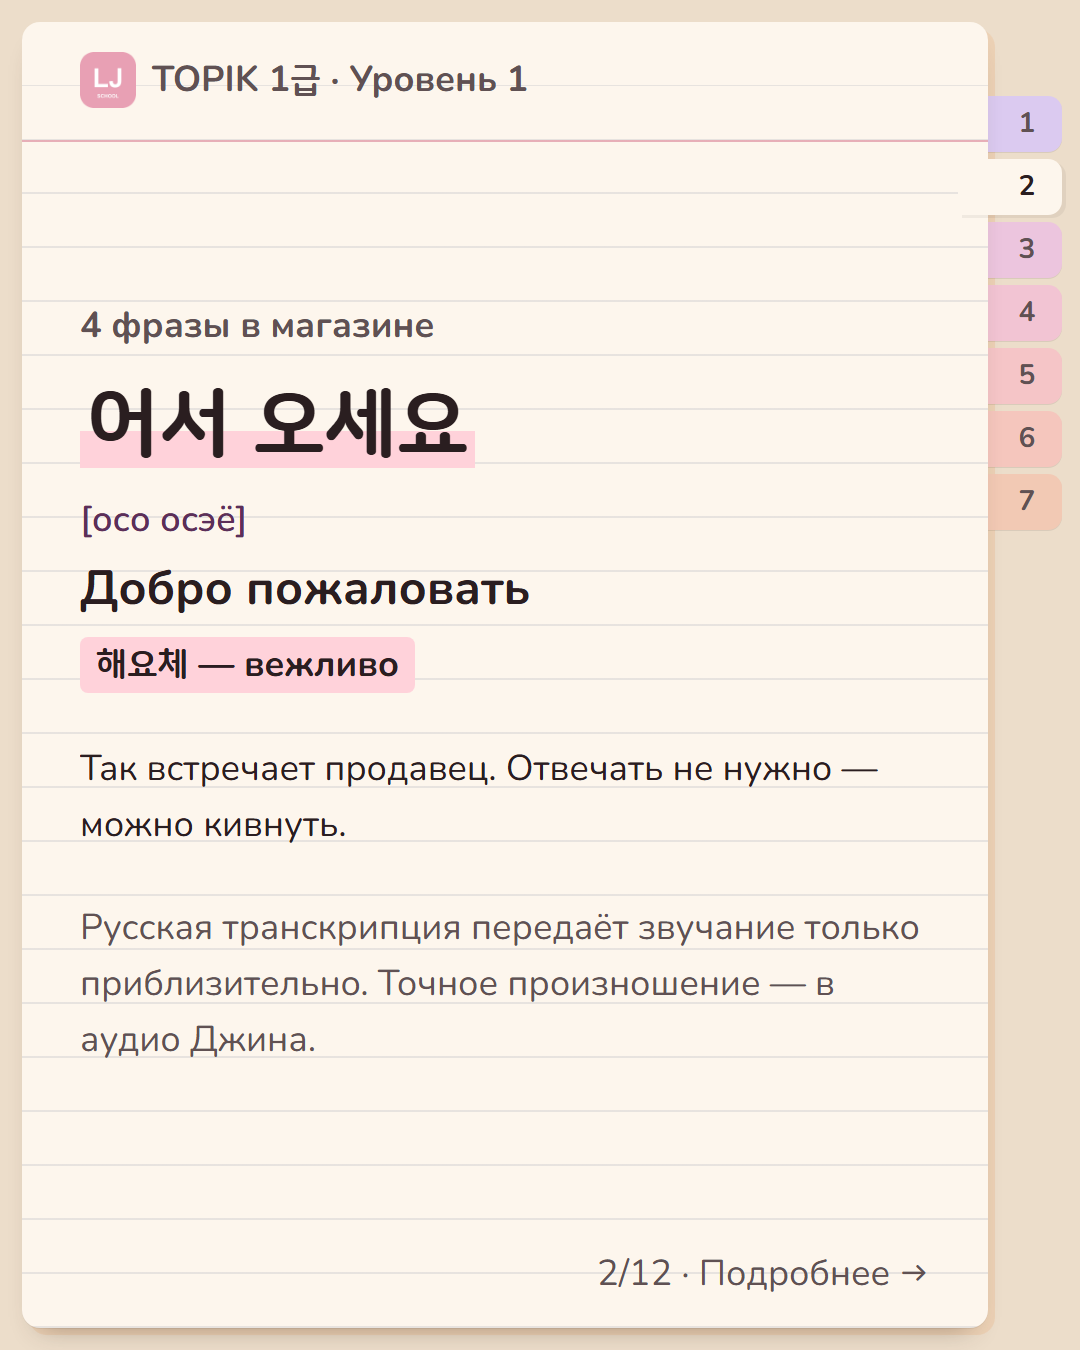 LJ
SCHOOL
TOPIK 1급 · Уровень 1
1
2
3
4
5
6
7
4 фразы в магазине
어서 오세요
[осо осэё]
Добро пожаловать
해요체 — вежливо
Так встречает продавец. Отвечать не нужно —
можно кивнуть.
Русская транскрипция передаёт звучание только
приблизительно. Точное произношение — в
аудио Джина.
2/12 · Подробнее →